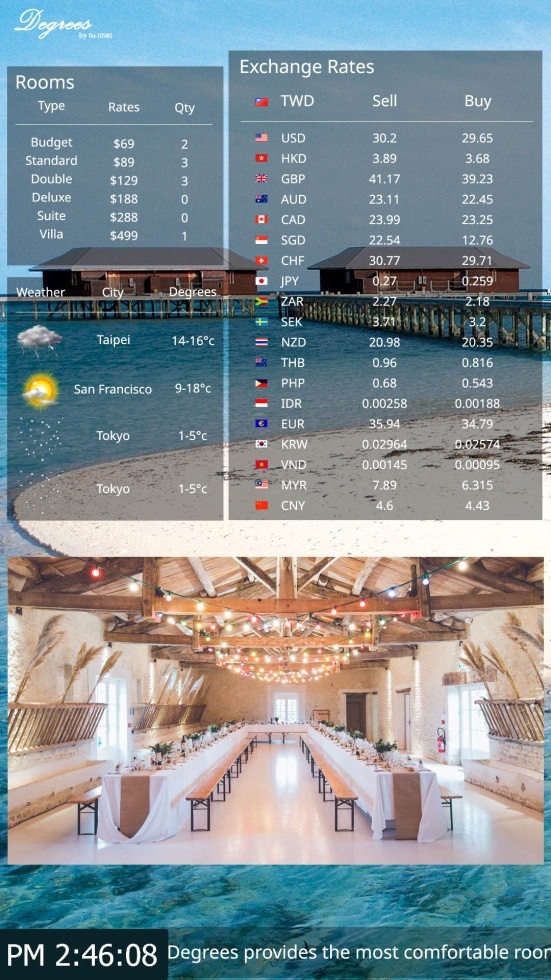 Degrees
by The COSMO
Rooms
Type Rates Qty
Budget $69 2
Standard $89 3
Double $129 3
Deluxe $188 0
Suite $288 0
Villa $499 1
Weather City Degrees
Taipei 14-16°c
San Francisco 9-18°c
Tokyo 1-5°c
Tokyo 1-5°c
Exchange Rates
TWD Sell Buy
USD 30.2 29.65
HKD 3.89 3.68
GBP 41.17 39.23
AUD 23.11 22.45
CAD 23.99 23.25
SGD 22.54 12.76
CHF 30.77 29.71
JPY 0.27 0.259
ZAR 2.27 2.18
SEK 3.71 3.2
NZD 20.98 20.35
THB 0.96 0.816
PHP 0.68 0.543
IDR 0.00258 0.00188
EUR 35.94 34.79
KRW 0.02964 0.02574
VND 0.00145 0.00095
MYR 7.89 6.315
CNY 4.6 4.43
PM 2:46:08 Degrees provides the most comfortable roo